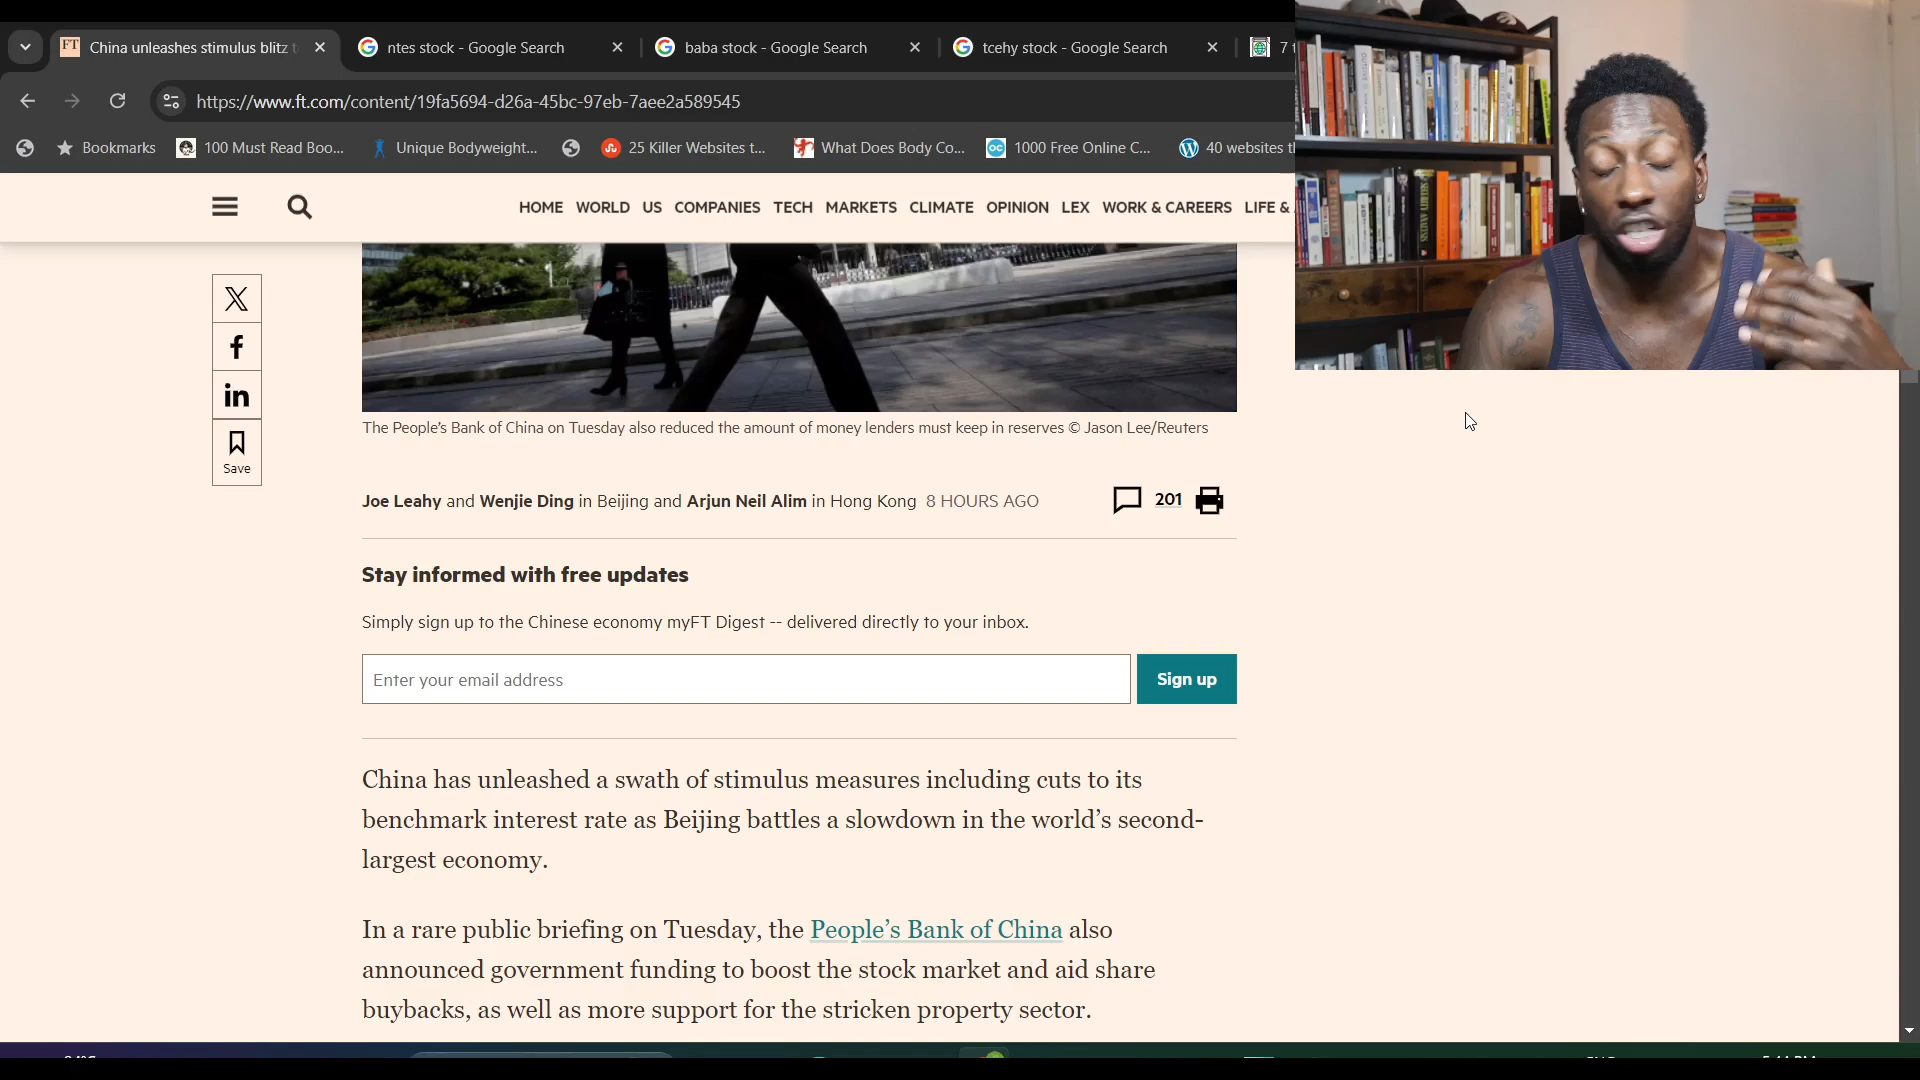 FT China unleashes stimulus blitz t
ntes stock - Google Search
baba stock - Google Search
tcehy stock - Google Search
7 t
https://www.ft.com/content/19fa5694-d26a-45bc-97eb-7aee2a589545
Bookmarks
100 Must Read Boo...
Unique Bodyweight...
25 Killer Websites t...
What Does Body Co...
OC 1000 Free Online C...
40 websites t
HOME WORLD US COMPANIES TECH MARKETS CLIMATE OPINION LEX WORK & CAREERS LIFE &
Save
The People's Bank of China on Tuesday also reduced the amount of money lenders must keep in reserves © Jason Lee/Reuters
Joe Leahy and Wenjie Ding in Beijing and Arjun Neil Alim in Hong Kong 8 HOURS AGO
201
Stay informed with free updates
Simply sign up to the Chinese economy myFT Digest -- delivered directly to your inbox.
Enter your email address
Sign up
China has unleashed a swath of stimulus measures including cuts to its
benchmark interest rate as Beijing battles a slowdown in the world's second-
largest economy.
In a rare public briefing on Tuesday, the People's Bank of China also
announced government funding to boost the stock market and aid share
buybacks, as well as more support for the stricken property sector.